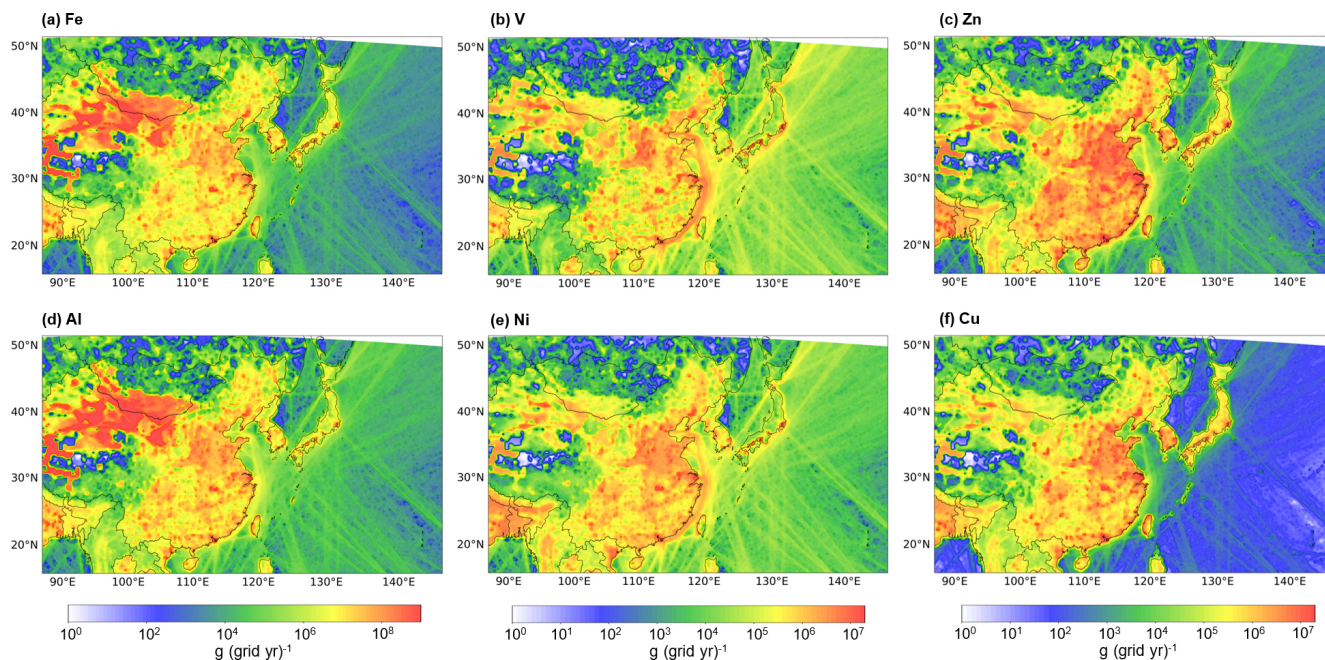 (a) Fe (b) V (c) Zn
50°N 50°N 50°N
40°N 40°N 40°N
30°N 30°N 30°N
20°N 20°N 20°N
90°E 100°E 110°E 120°E 130°E 140°E 90°E 100°E 110°E 120°E 130°E 140°E 90°E 100°E 110°E 120°E 130°E 140°E
(d) Al (e) Ni (f) Cu
50°N 50°N 50°N
40°N 40°N 40°N
30°N 30°N 30°N
20°N 20°N 20°N
90°E 100°E 110°E 120°E 130°E 140°E 90°E 100°E 110°E 120°E 130°E 140°E 90°E 100°E 110°E 120°E 130°E 140°E
10⁰ 10² 10⁴ 10⁶ 10⁸ 10⁰ 10¹ 10² 10³ 10⁴ 10⁵ 10⁶ 10⁷ 10⁰ 10¹ 10² 10³ 10⁴ 10⁵ 10⁶ 10⁷
g (grid yr)⁻¹ g (grid yr)⁻¹ g (grid yr)⁻¹